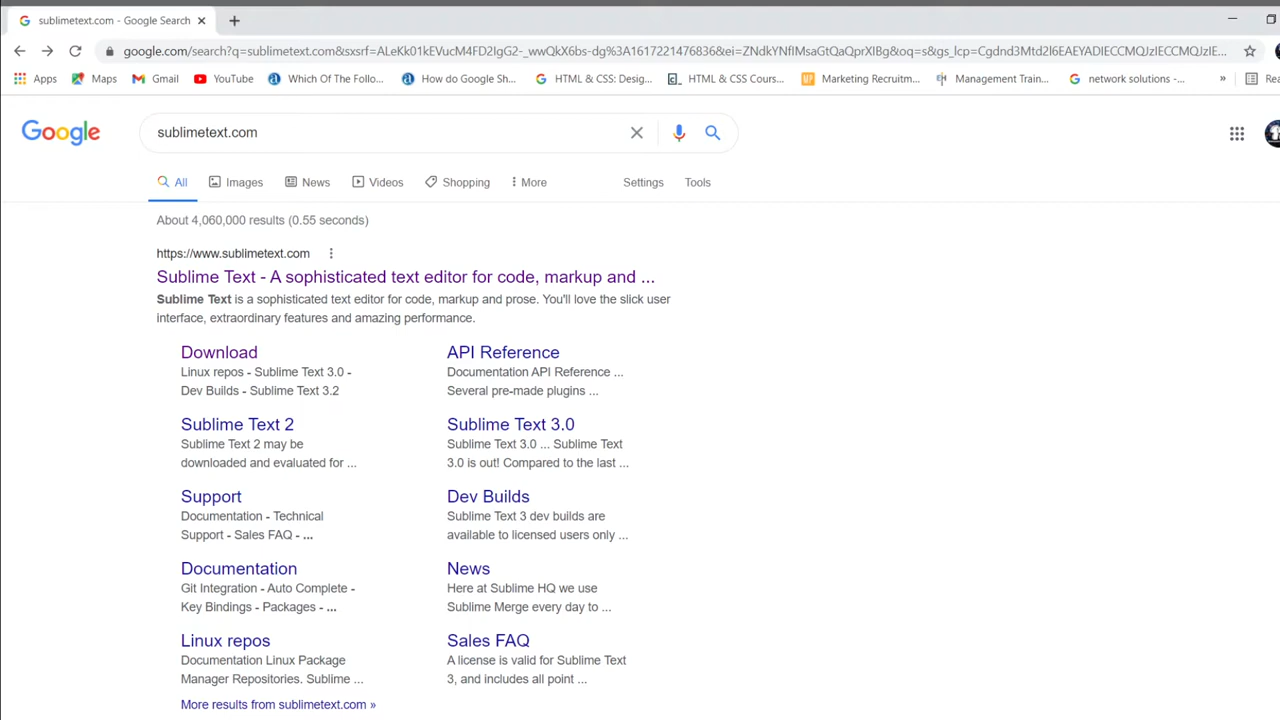 sublimetext.com - Google Search
google.com/search?q=sublimetext.com&sxsrf=ALeKk01kEVucM4FD2IgG2-_wwQkX6bs-dg%3A1617221476836&ei=ZNdkYNfIMsaGtQaQprXIBg&oq=s&gs_lcp=Cgdnd3Mtd2l6EAEYADIECCMQJzIECCMQJzIE...
Apps Maps Gmail YouTube Which Of The Follo... How do Google Sh... HTML & CSS: Desig... HTML & CSS Cours... Marketing Recruitm... Management Train... network solutions -... » Rea
Google sublimetext.com
All Images News Videos Shopping More Settings Tools
About 4,060,000 results (0.55 seconds)
https://www.sublimetext.com
Sublime Text - A sophisticated text editor for code, markup and ...
Sublime Text is a sophisticated text editor for code, markup and prose. You'll love the slick user
interface, extraordinary features and amazing performance.
Download
Linux repos - Sublime Text 3.0 -
Dev Builds - Sublime Text 3.2
API Reference
Documentation API Reference ...
Several pre-made plugins ...
Sublime Text 2
Sublime Text 2 may be
downloaded and evaluated for ...
Sublime Text 3.0
Sublime Text 3.0 ... Sublime Text
3.0 is out! Compared to the last ...
Support
Documentation - Technical
Support - Sales FAQ - ...
Dev Builds
Sublime Text 3 dev builds are
available to licensed users only ...
Documentation
Git Integration - Auto Complete -
Key Bindings - Packages - ...
News
Here at Sublime HQ we use
Sublime Merge every day to ...
Linux repos
Documentation Linux Package
Manager Repositories. Sublime ...
Sales FAQ
A license is valid for Sublime Text
3, and includes all point ...
More results from sublimetext.com »